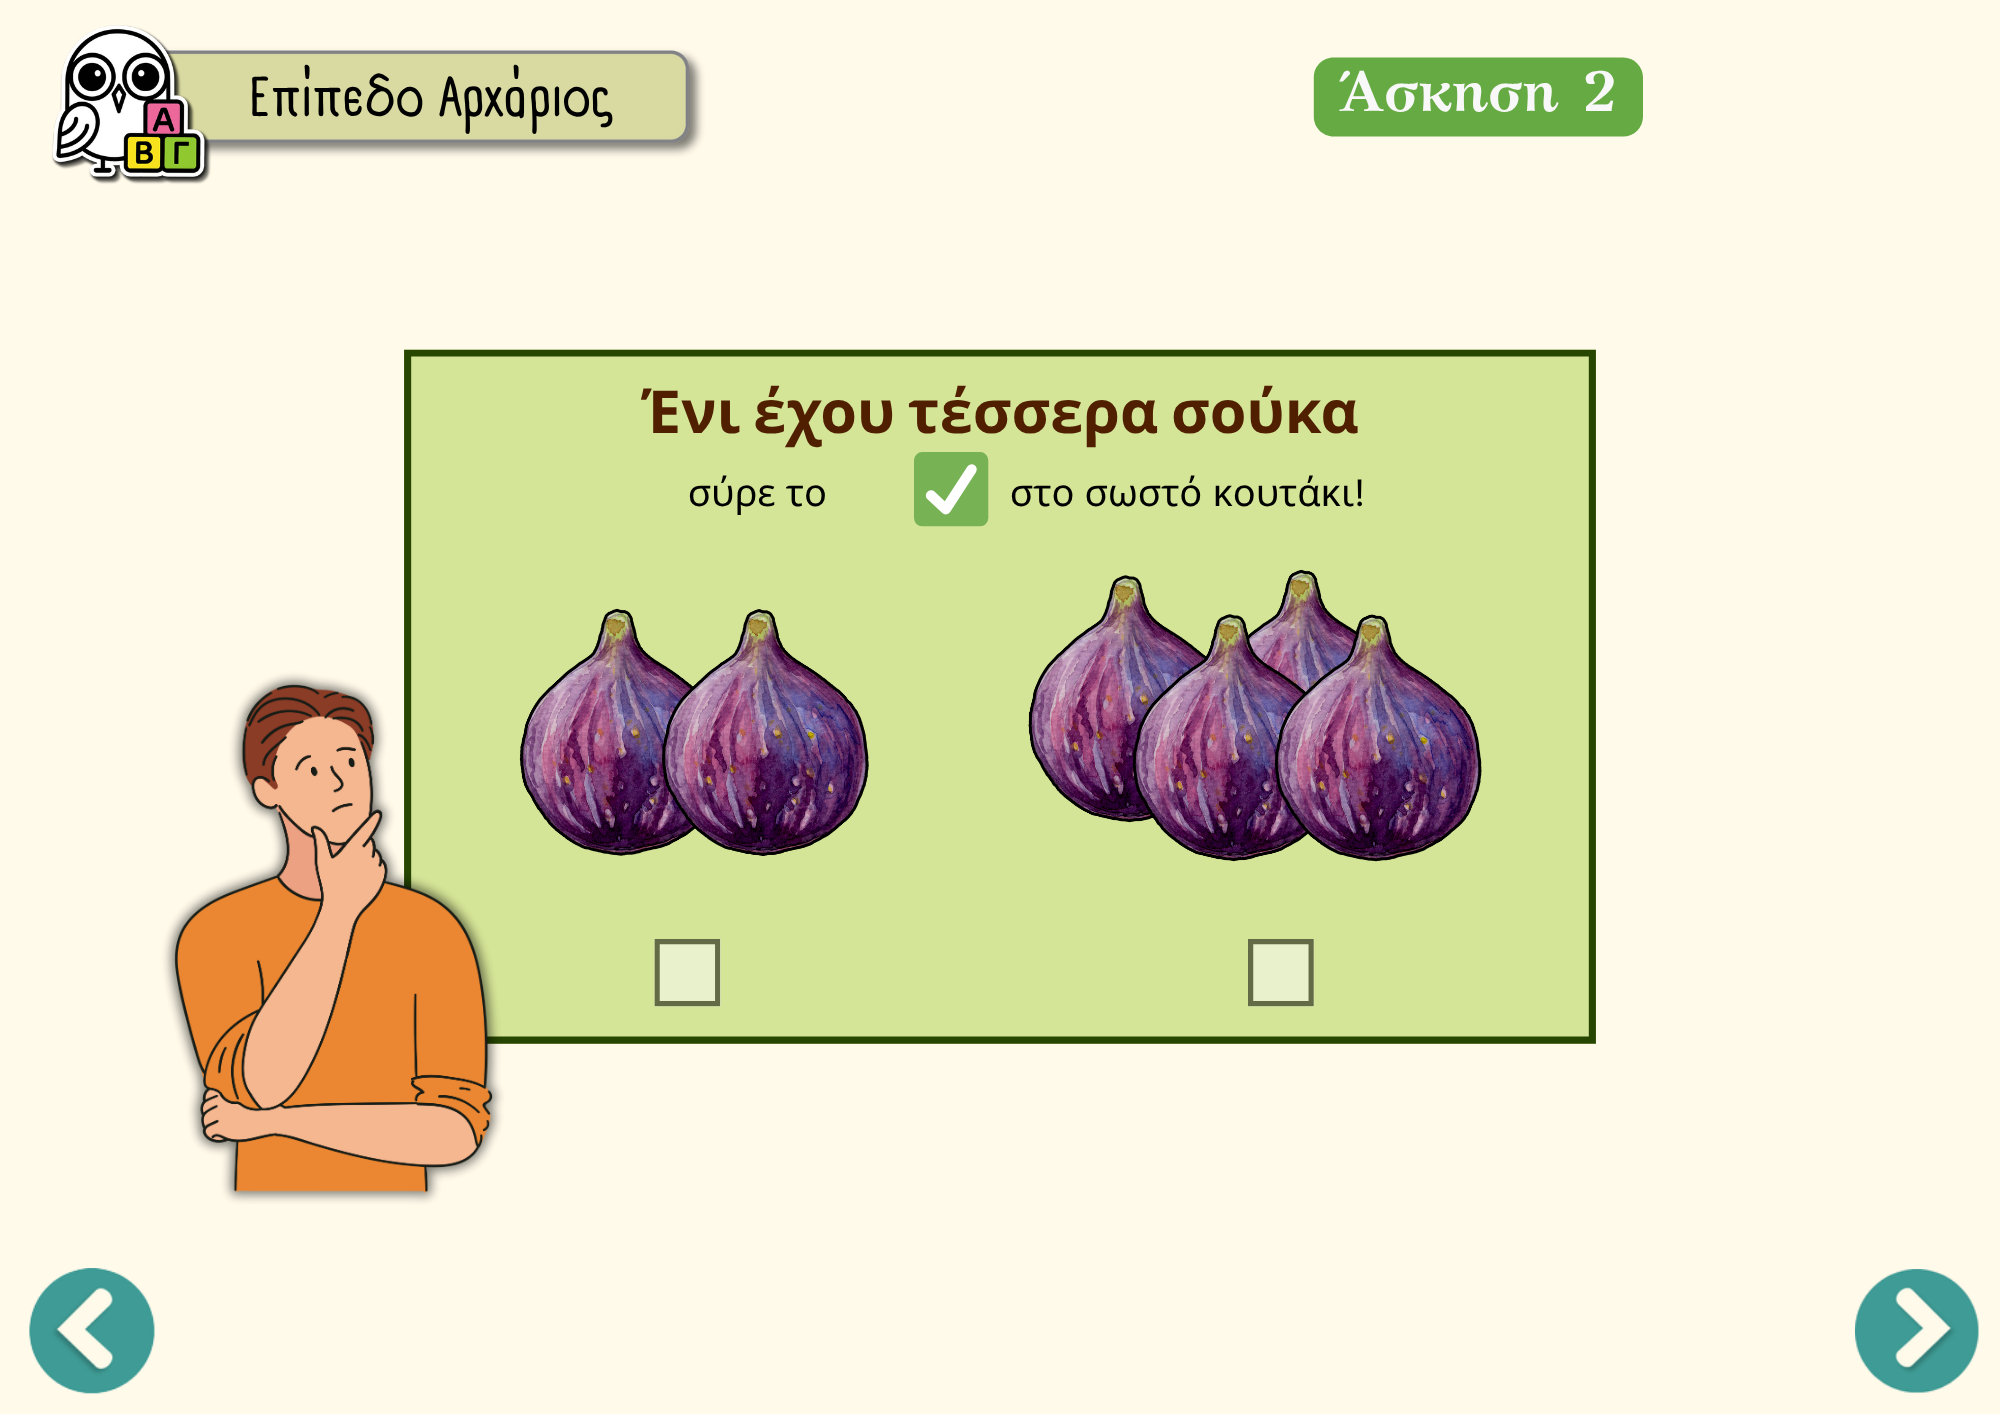 Επίπεδο Αρχάριος
Άσκηση 2
Α
Β Γ
Ένι έχου τέσσερα σούκα
σύρε το ✅ στο σωστό κουτάκι!